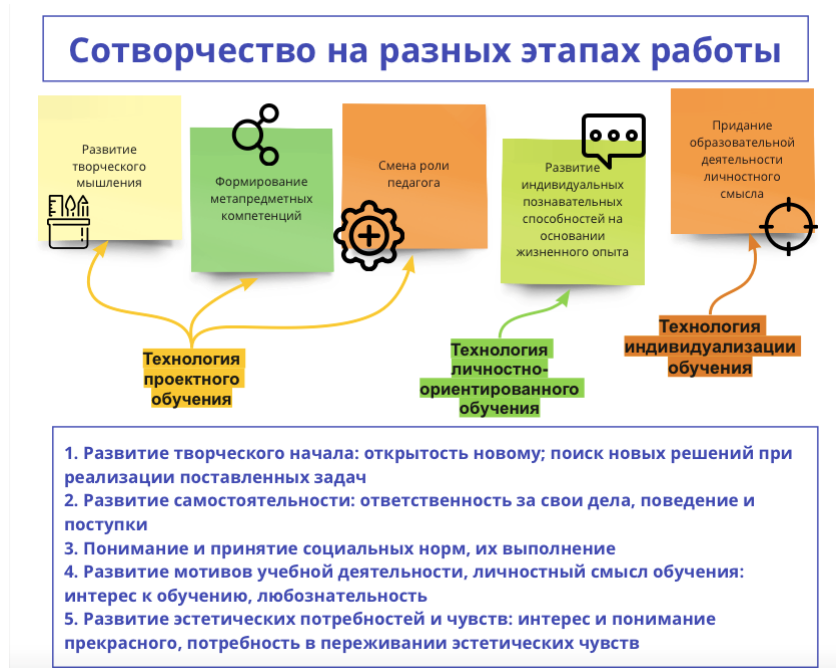 Сотворчество на разных этапах работы
Развитие
творческого
мышления
Формирование
метапредметных
компетенций
Смена роли
педагога
Развитие
индивидуальных
познавательных
способностей на
основании
жизненного опыта
Придание
образовательной
деятельности
личностного
смысла
Технология
проектного
обучения
Технология
личностно-
ориентированного
обучения
Технология
индивидуализации
обучения
1. Развитие творческого начала: открытость новому; поиск новых решений при
реализации поставленных задач
2. Развитие самостоятельности: ответственность за свои дела, поведение и
поступки
3. Понимание и принятие социальных норм, их выполнение
4. Развитие мотивов учебной деятельности, личностный смысл обучения:
интерес к обучению, любознательность
5. Развитие эстетических потребностей и чувств: интерес и понимание
прекрасного, потребность в переживании эстетических чувств